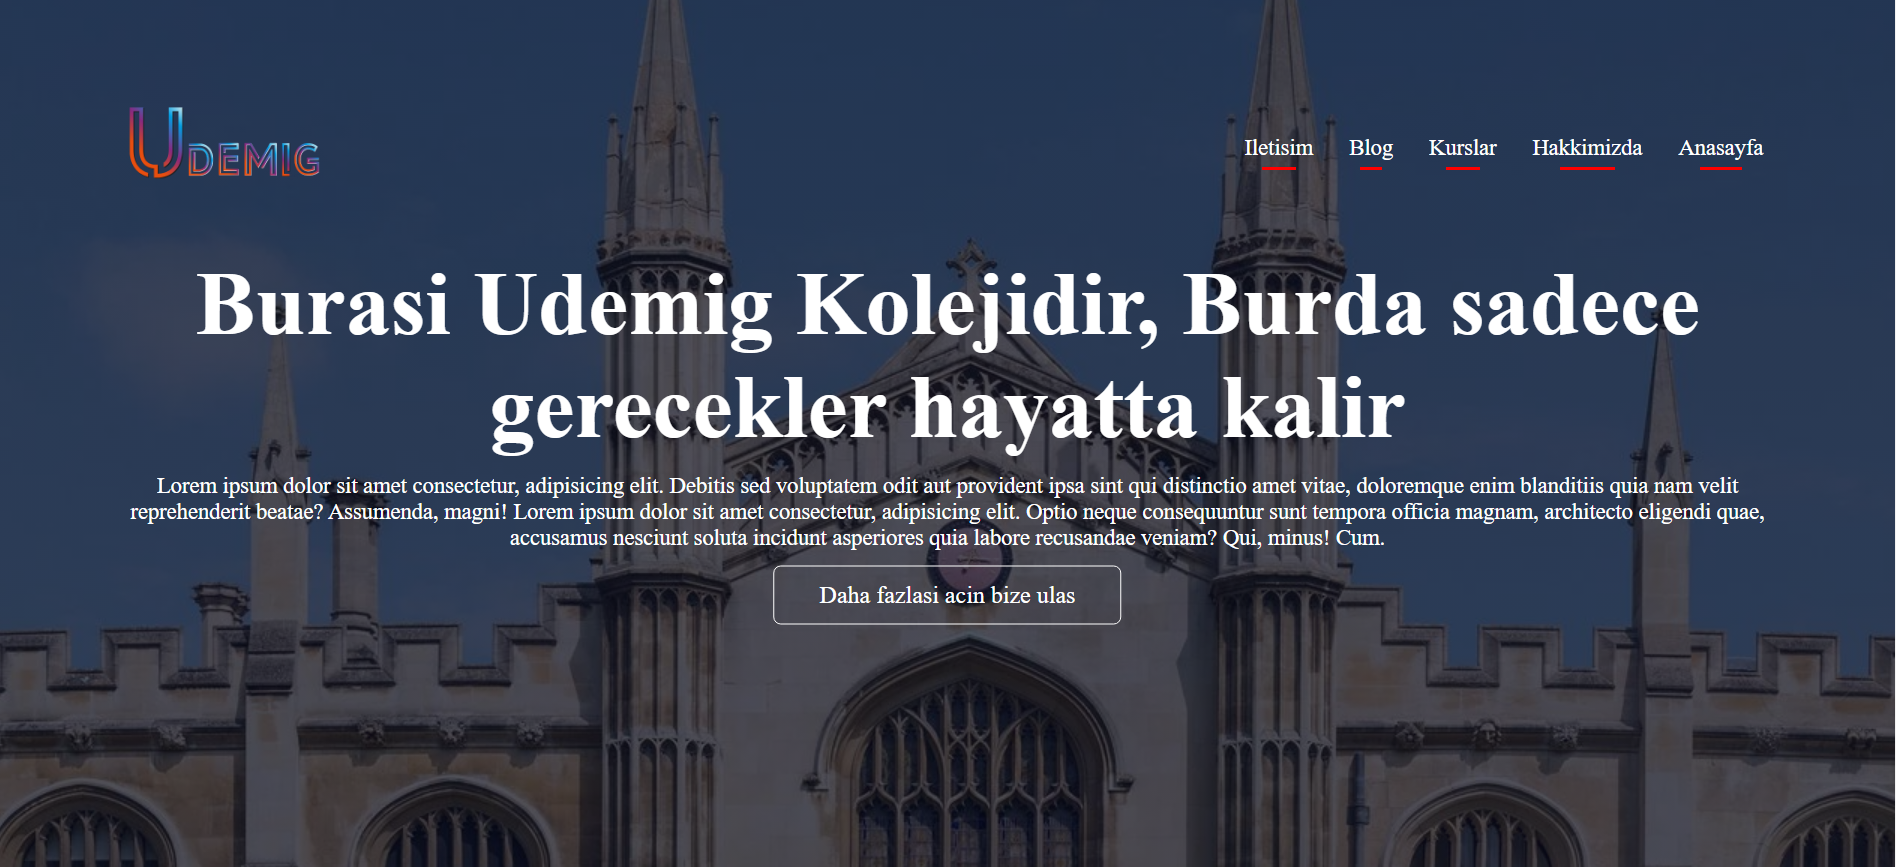 UDEMIG
Iletisim Blog Kurslar Hakkimizda Anasayfa
Burasi Udemig Kolejidir, Burda sadece
gerecekler hayatta kalir
Lorem ipsum dolor sit amet consectetur, adipisicing elit. Debitis sed voluptatem odit aut provident ipsa sint qui distinctio amet vitae, doloremque enim blanditiis quia nam velit
reprehenderit beatae? Assumenda, magni! Lorem ipsum dolor sit amet consectetur, adipisicing elit. Optio neque consequuntur sunt tempora officia magnam, architecto eligendi quae,
accusamus nesciunt soluta incidunt asperiores quia labore recusandae veniam? Qui, minus! Cum.
Daha fazlasi acin bize ulas